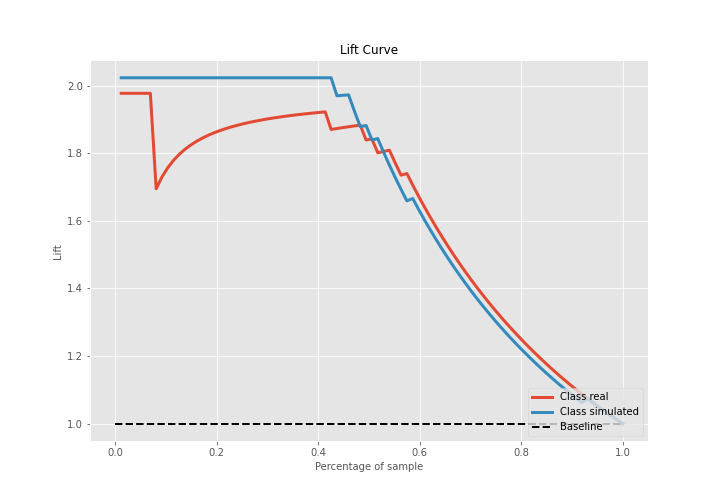 Lift Curve
2.0
1.8
1.6
1.4
1.2
1.0
Lift
0.0
0.2
0.4
0.6
0.8
1.0
Percentage of sample
Class real
Class simulated
Baseline